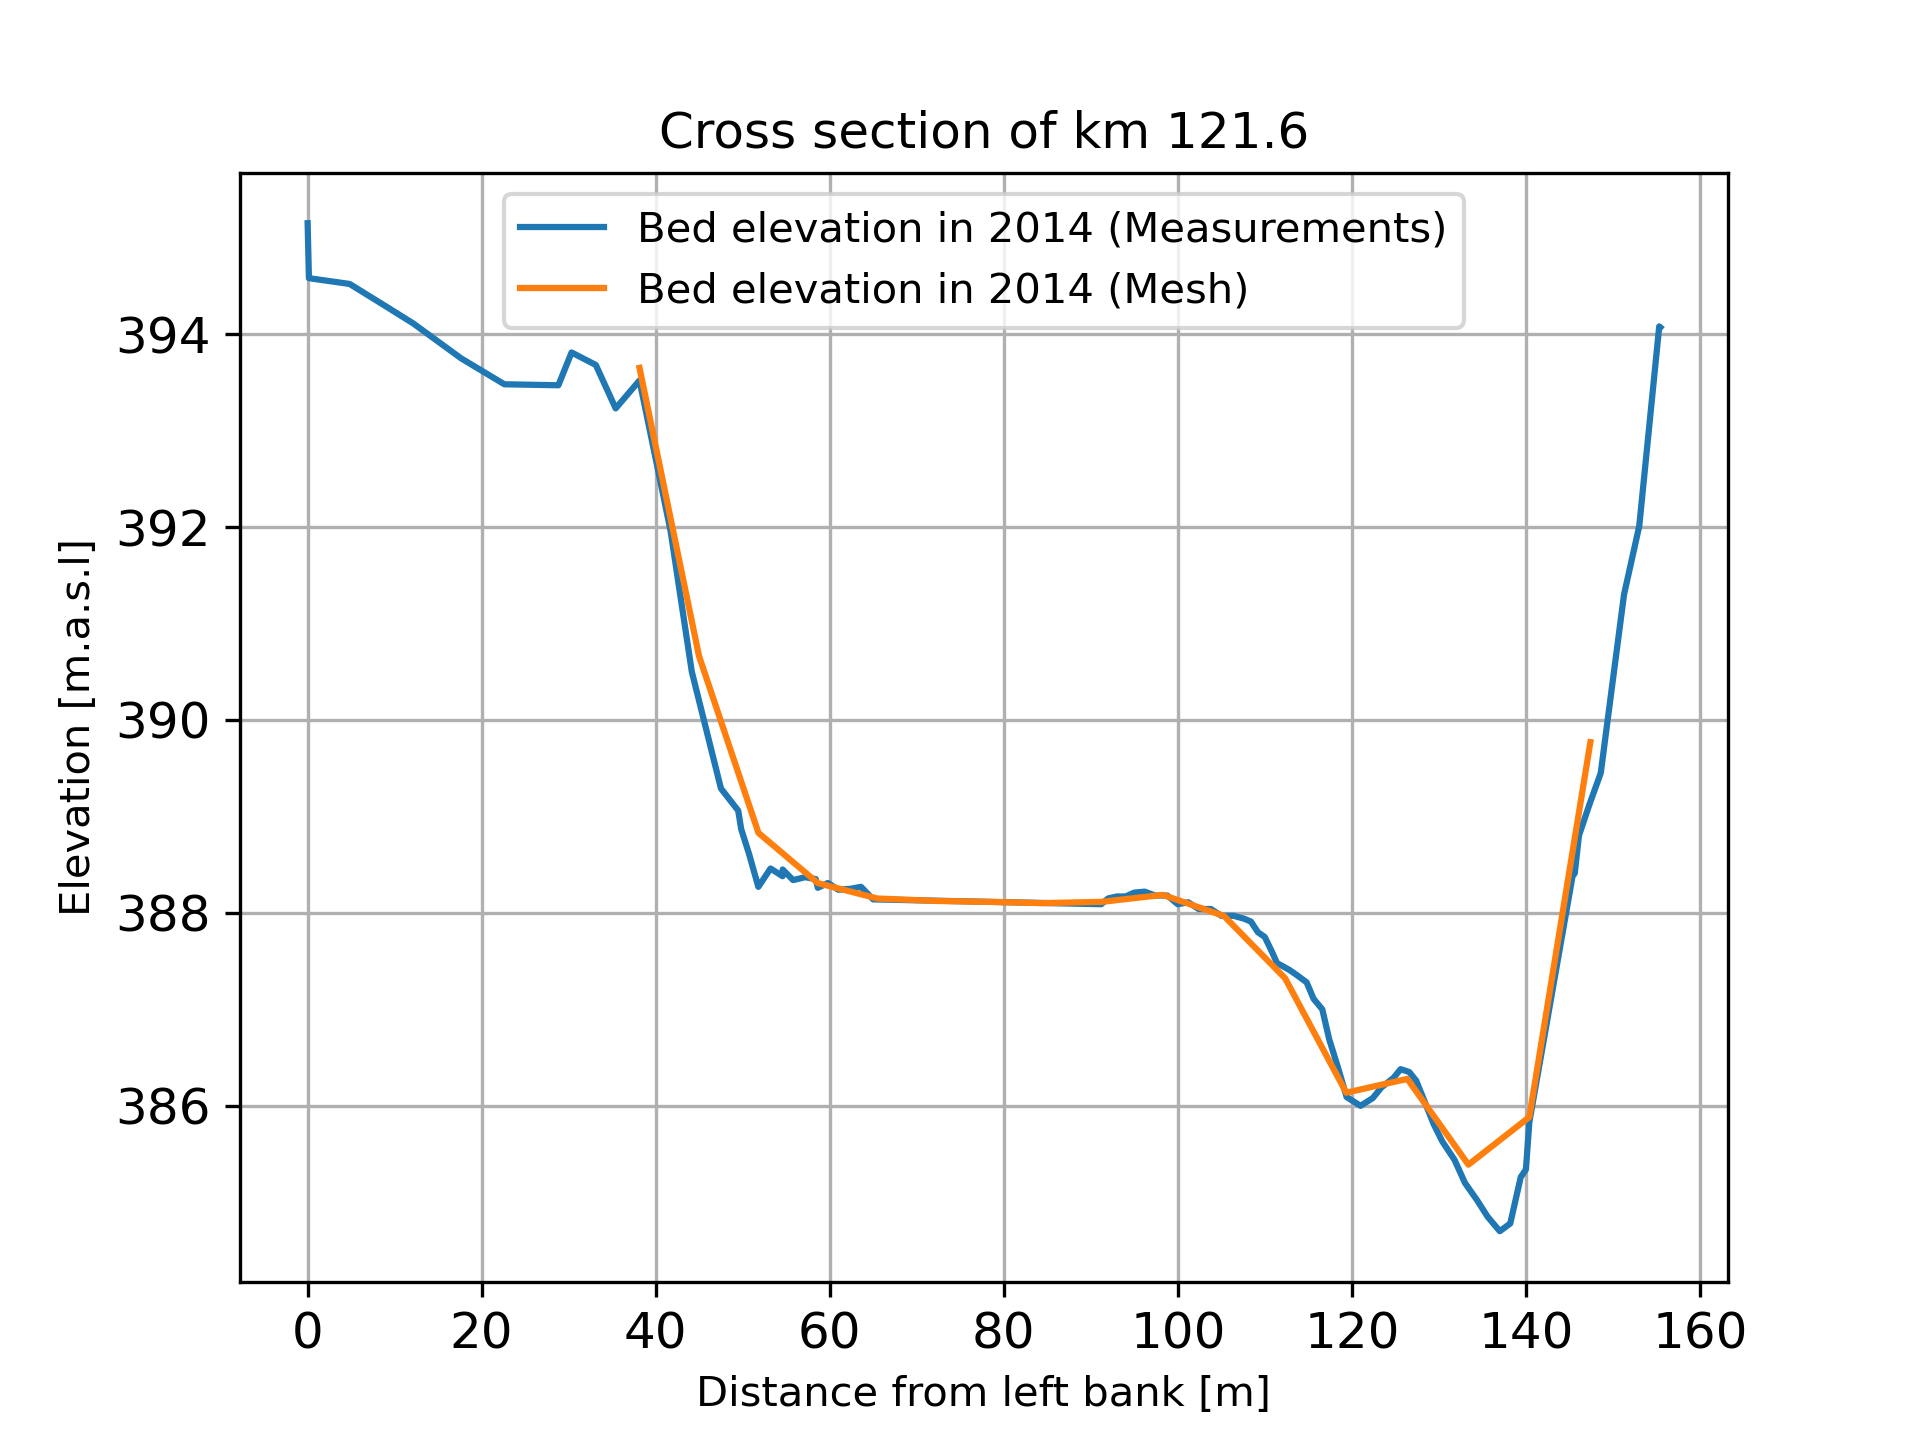 Cross section of km 121.6
Bed elevation in 2014 (Measurements)
Bed elevation in 2014 (Mesh)
Elevation [m.a.s.l]
394
392
390
388
386
0 20 40 60 80 100 120 140 160
Distance from left bank [m]